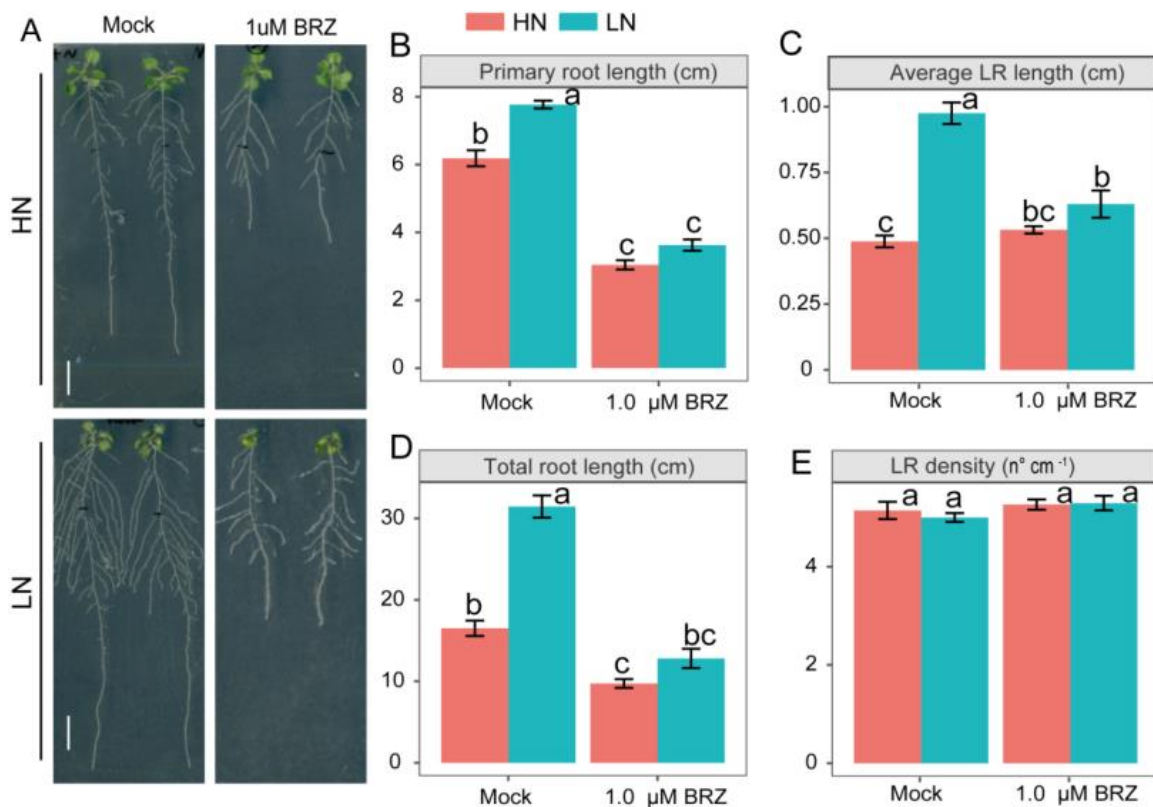 A
Mock
1uM BRZ
HN
LN
HN
LN
B
Primary root length (cm)
8
6
4
2
0
b
a
c
c
Mock
1.0 µM BRZ
C
Average LR length (cm)
1.00
0.75
0.50
0.25
0
c
a
bc
b
Mock
1.0 µM BRZ
D
Total root length (cm)
30
20
10
0
b
a
c
bc
Mock
1.0 µM BRZ
E
LR density (n° cm ⁻¹)
4
2
0
a
a
a
a
Mock
1.0 µM BRZ